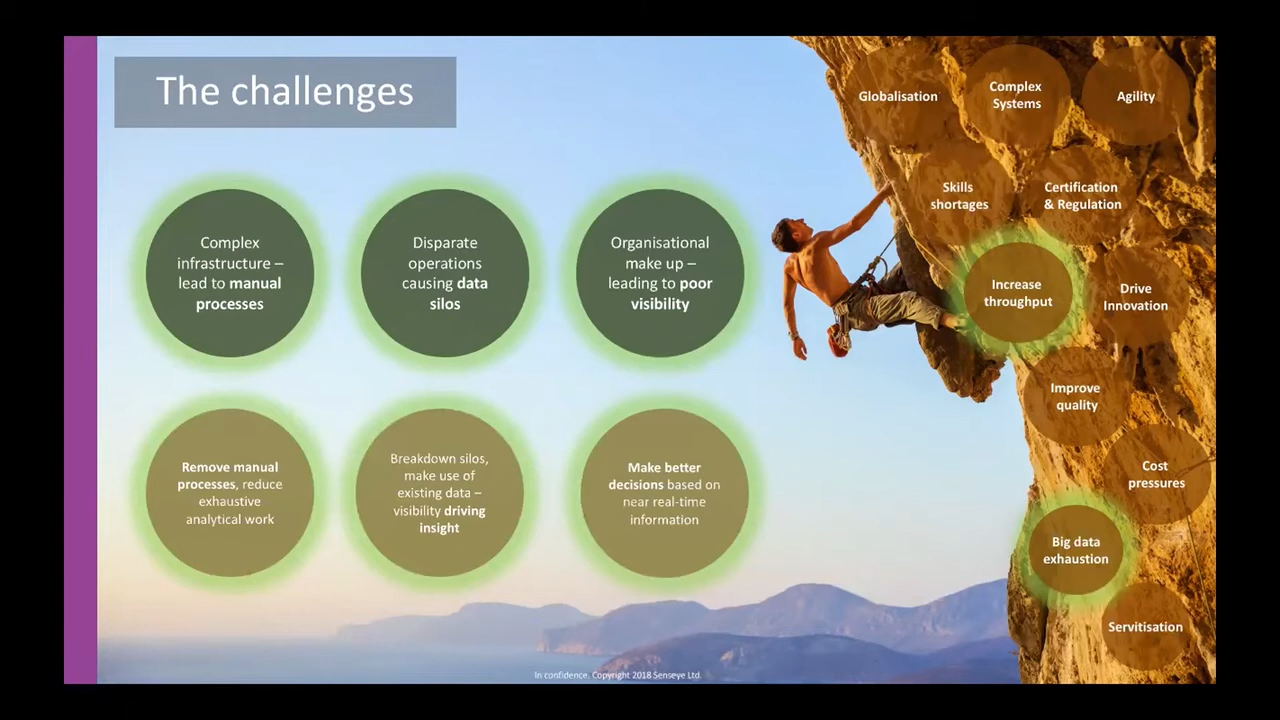 The challenges
Complex
infrastructure –
lead to manual
processes
Disparate
operations
causing data
silos
Organisational
make up –
leading to poor
visibility
Remove manual
processes, reduce
exhaustive
analytical work
Breakdown silos,
make use of
existing data –
visibility driving
insight
Make better
decisions based on
near real-time
information
Globalisation
Complex
Systems
Agility
Skills
shortages
Certification
& Regulation
Increase
throughput
Drive
Innovation
Improve
quality
Cost
pressures
Big data
exhaustion
Servitisation
In confidence. Copyright 2018 Senseye Ltd.